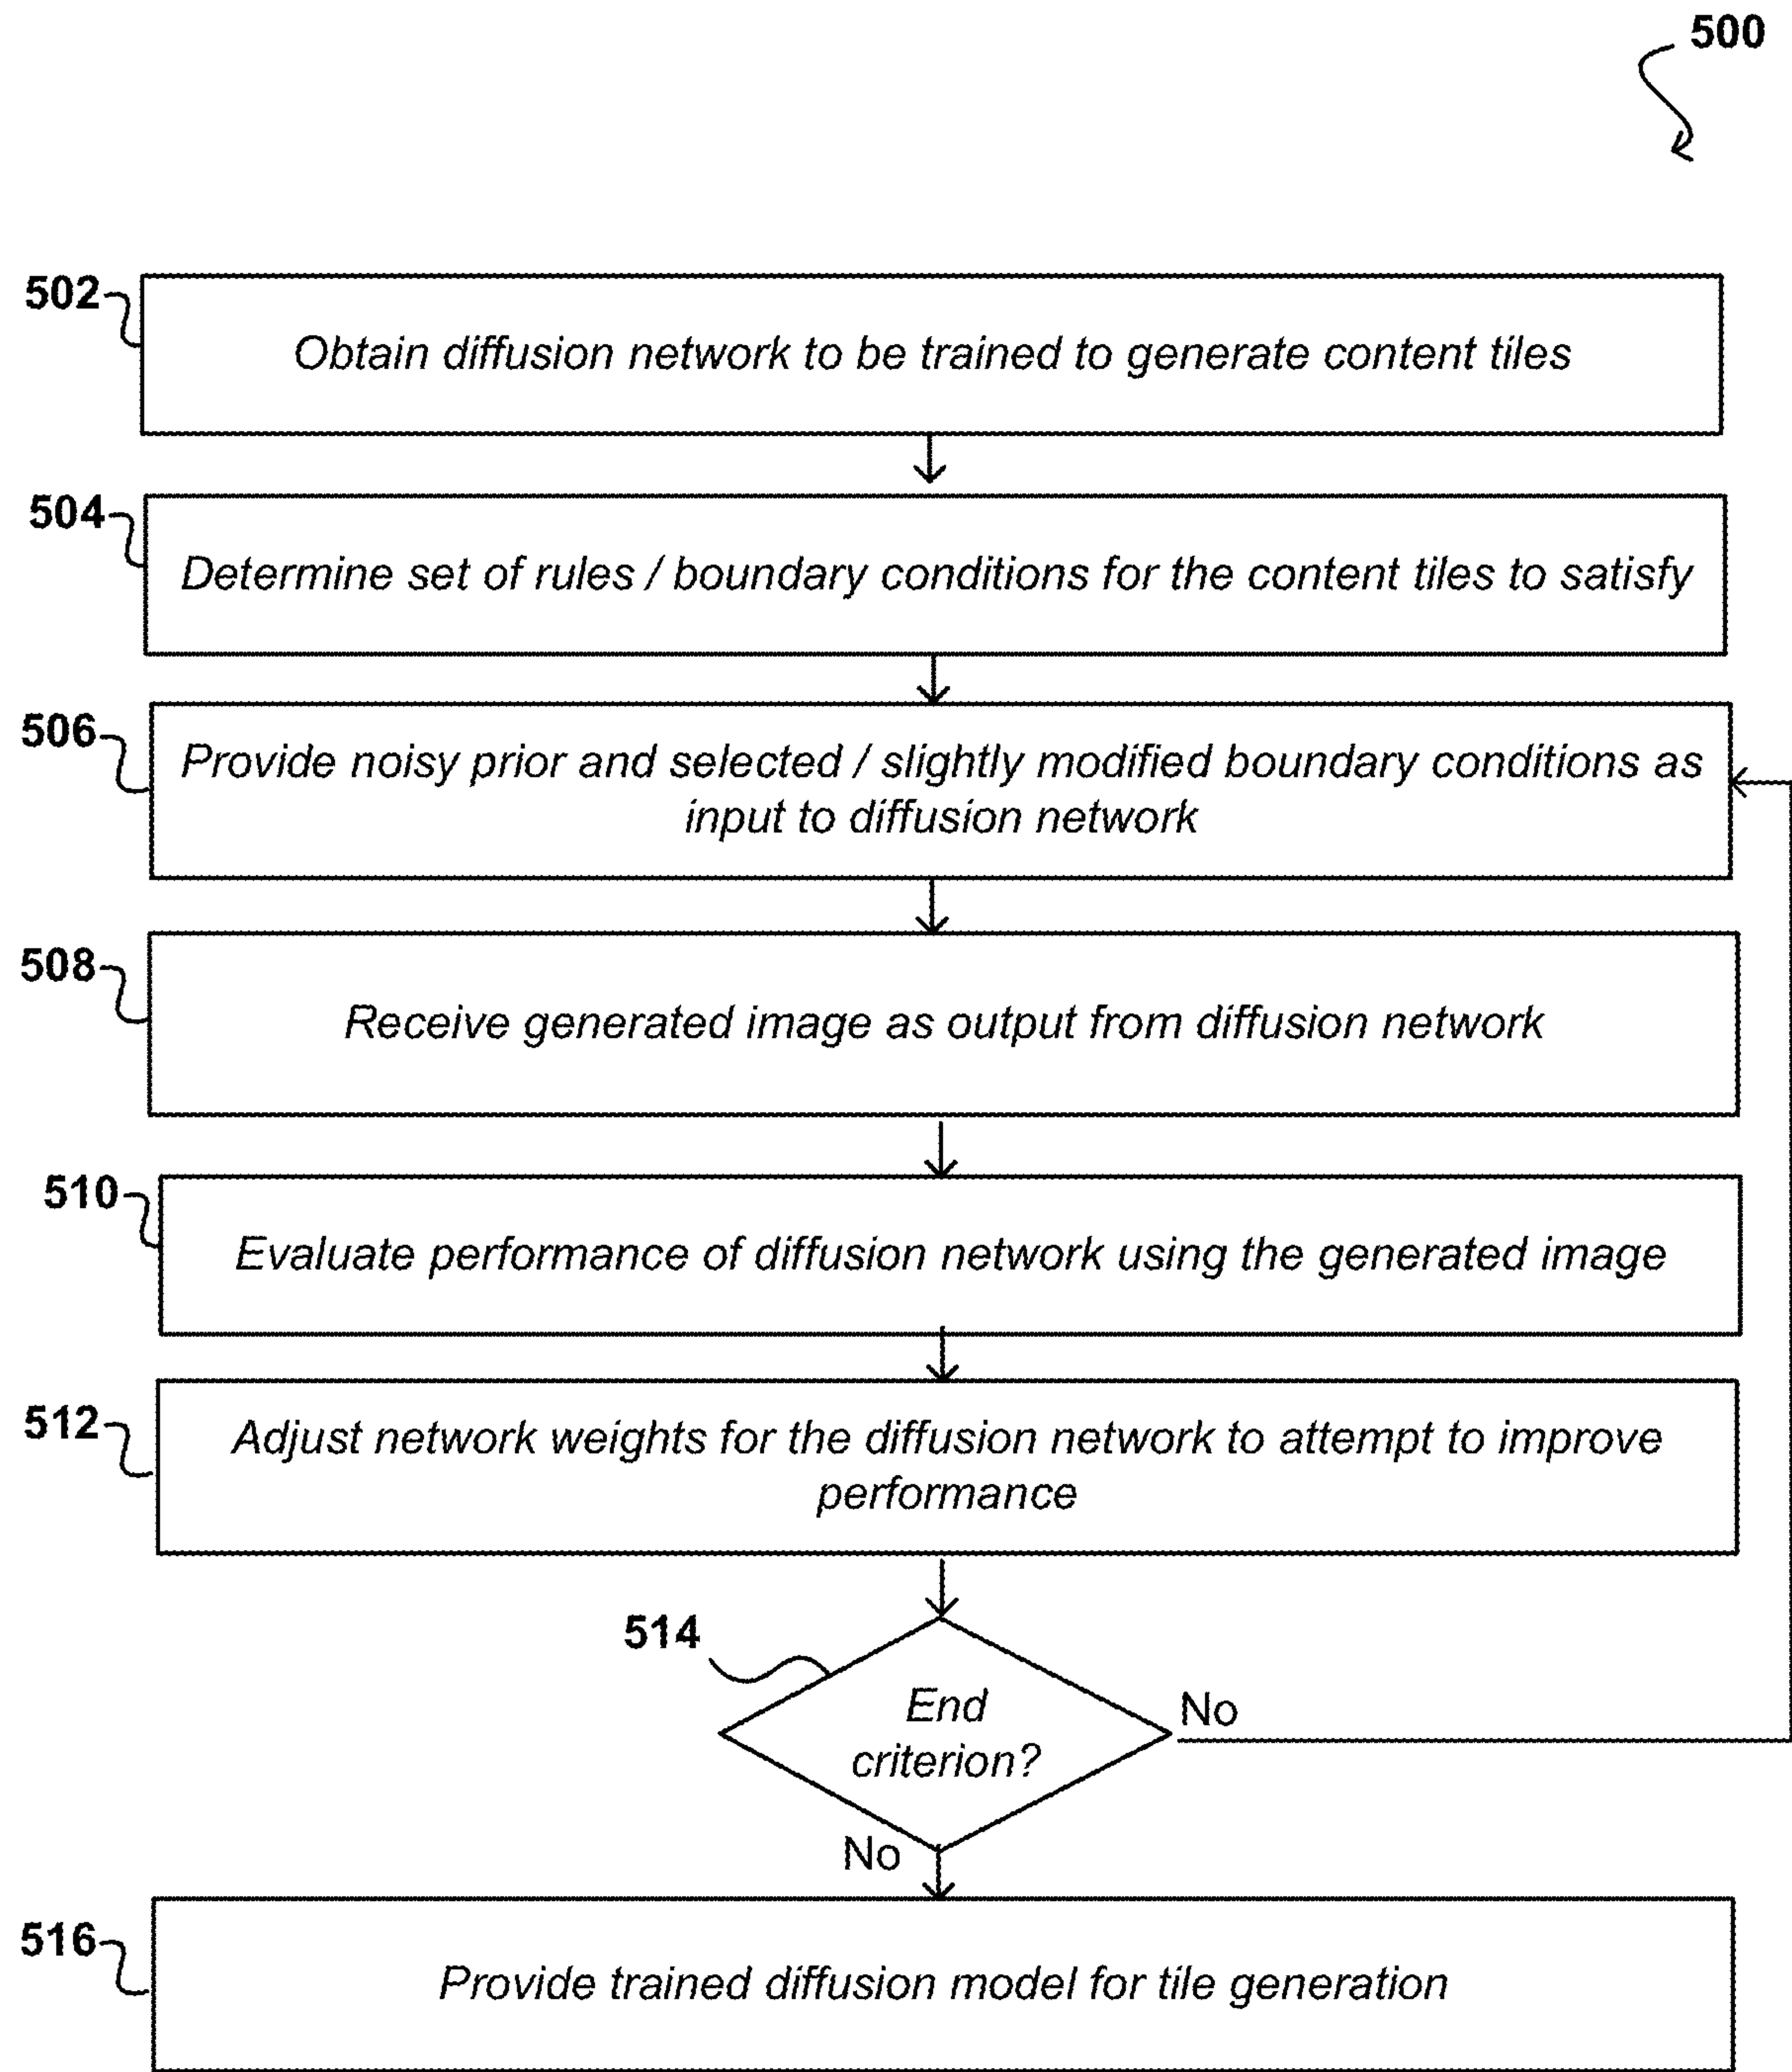 500
502
Obtain diffusion network to be trained to generate content tiles
504
Determine set of rules / boundary conditions for the content tiles to satisfy
506
Provide noisy prior and selected / slightly modified boundary conditions as
input to diffusion network
508
Receive generated image as output from diffusion network
510
Evaluate performance of diffusion network using the generated image
512
Adjust network weights for the diffusion network to attempt to improve
performance
514
End
criterion?
No
No
516
Provide trained diffusion model for tile generation